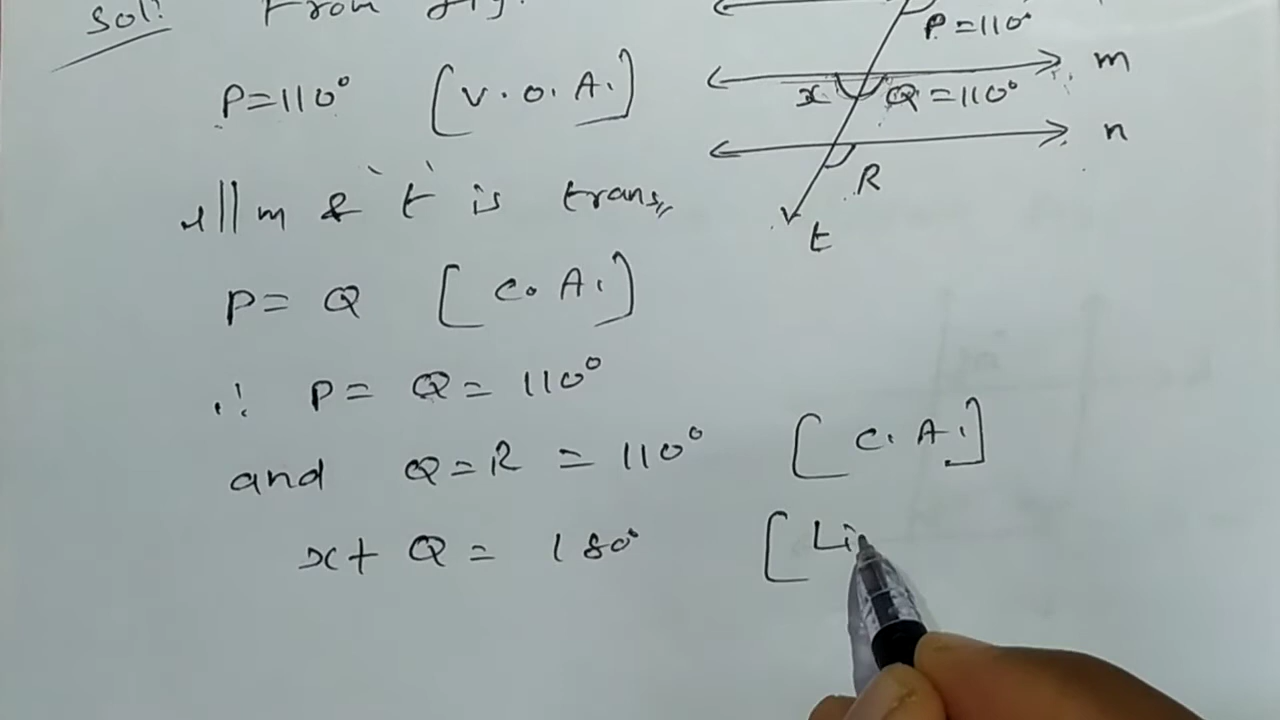 Sol: From fig.
P=110°
P=110° [V.O.A.]
m
x Q=110°
n
R
l||m & 't' is trans,,
t
P= Q [C.A.]
∴ P= Q= 110°
and Q=R = 110° [C.A.]
x+ Q = 180° [Li